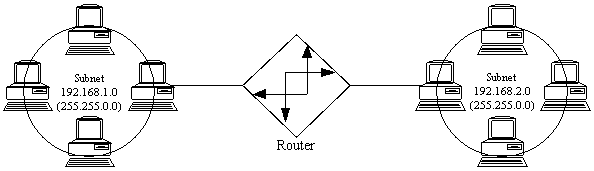 Subnet
192.168.1.0
(255.255.0.0)
Router
Subnet
192.168.2.0
(255.255.0.0)